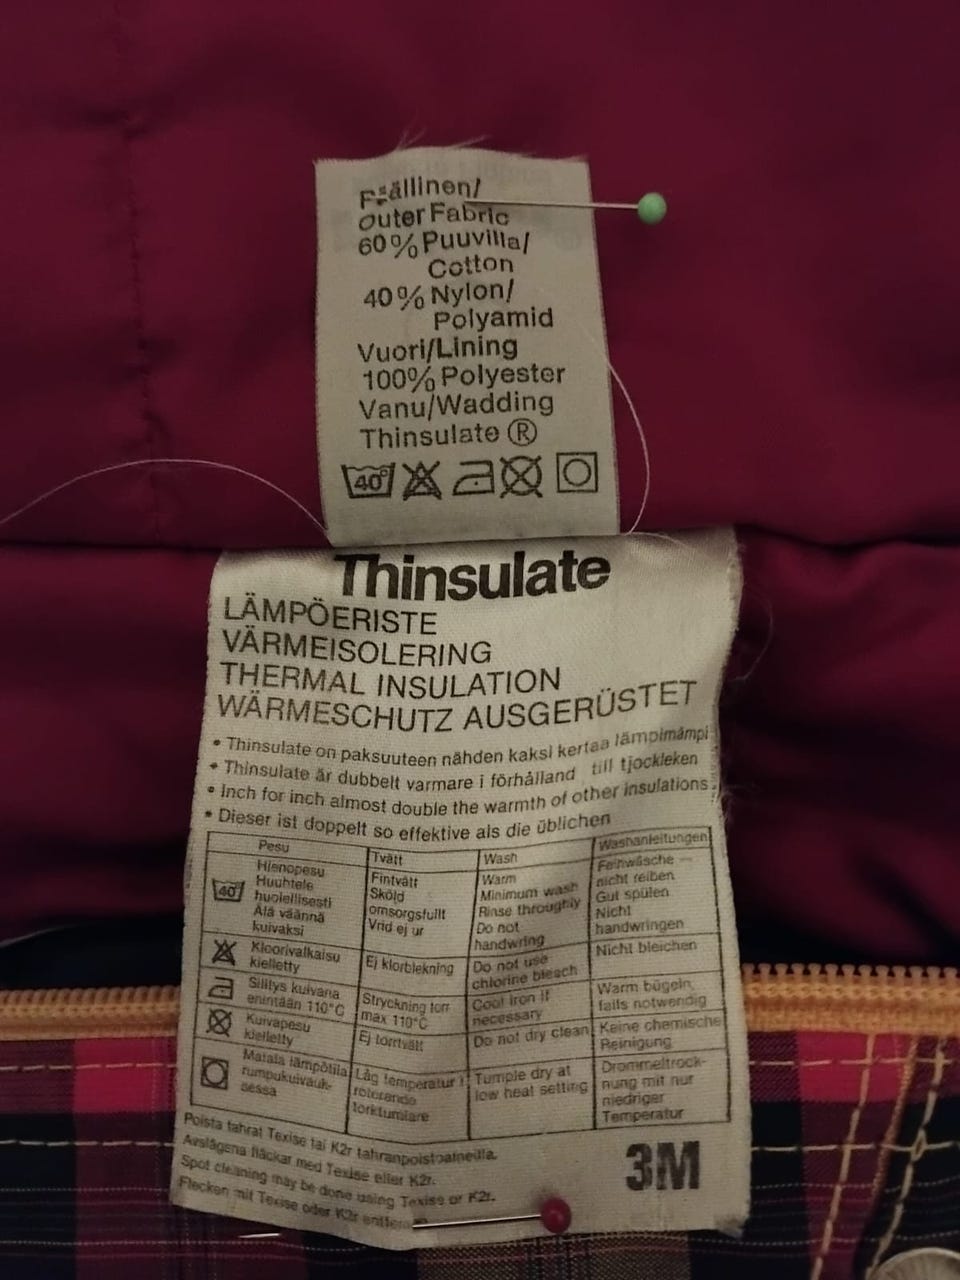 Päällinen/
Outer Fabric
60% Puuvilla/
Cotton
40% Nylon/
Polyamid
Vuori/Lining
100% Polyester
Vanu/Wadding
Thinsulate ®
40°
Thinsulate
LÄMPÖERISTE
VÄRMEISOLERING
THERMAL INSULATION
WÄRMESCHUTZ AUSGERÜSTET
• Thinsulate on paksuuteen nähden kaksi kertaa lämpimämpi
• Thinsulate är dubbelt varmare i förhålland till tjockleken
• Inch for inch almost double the warmth of other insulations
• Dieser ist doppelt so effektive als die üblichen
Pesu
Tvätt
Wash
Washanleitungen
40°
Hienopesu
Huuhtele
huolellisesti
Älä väännä
kuivaksi
Fintvätt
Skölj
omsorgsfullt
Vrid ej ur
Warm
Minimum wash
Rinse throughly
Do not
handwring
Feinwäsche —
nicht reiben
Gut spülen
Nicht
handwringen
Kloorivalkaisu
kielletty
Ej klorblekning
Do not use
chlorine bleach
Nicht bleichen
Silitys kuivana
enintään 110°C
Stryckning torr
max 110°C
Cool iron if
necessary
Warm bügeln,
falls notwendig
Kuivapesu
kielletty
Ej torrtvätt
Do not dry clean
Keine chemische
Reinigung
Matala lämpötila
rumpukuivauk-
sessa
Låg temperatur i
roterande
torktumlare
Tumple dry at
low heat setting
Drommeltrock-
nung mit nur
niedriger
Temperatur
Poista tahrat Texise tai K2r tahranpoistoaineilla.
Avslägsna fläckar med Texise eller K2r.
Spot cleaning may be done using Texise or K2r.
Flecken mit Texise oder K2r
3M